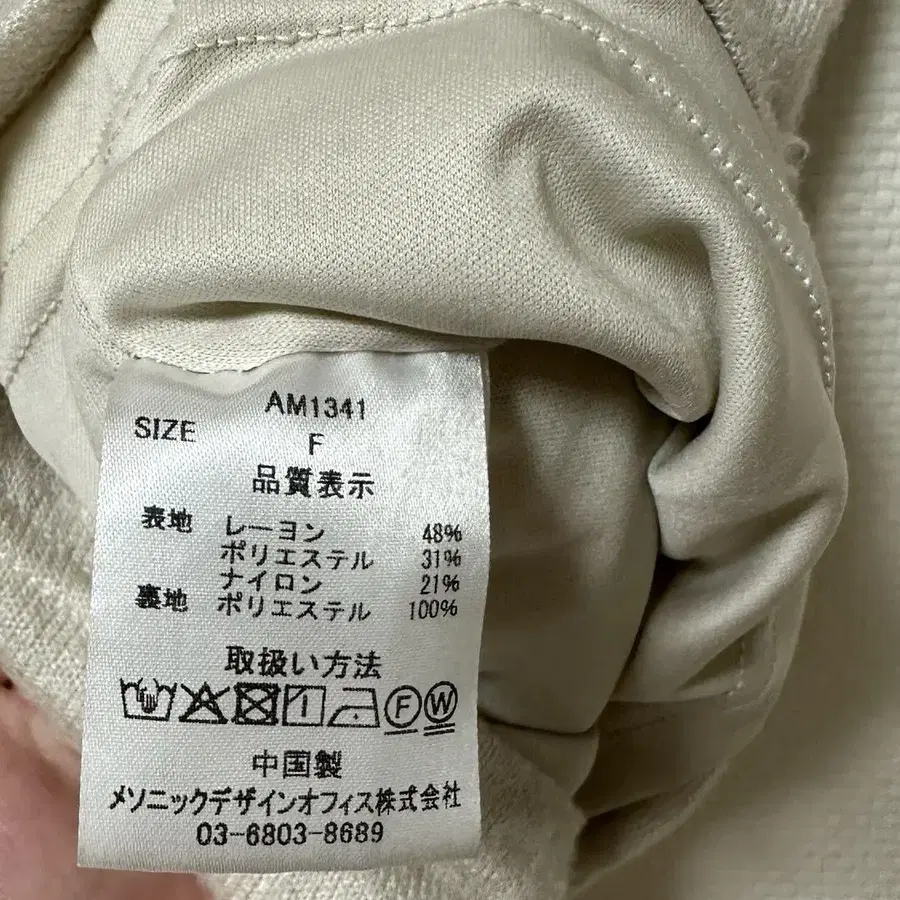 AM1341
SIZE F
品質表示
表地 レーヨン 48%
ポリエステル 31%
ナイロン 21%
裏地 ポリエステル 100%
取扱い方法
F W
中国製
メソニックデザインオフィス株式会社
03-6803-8689